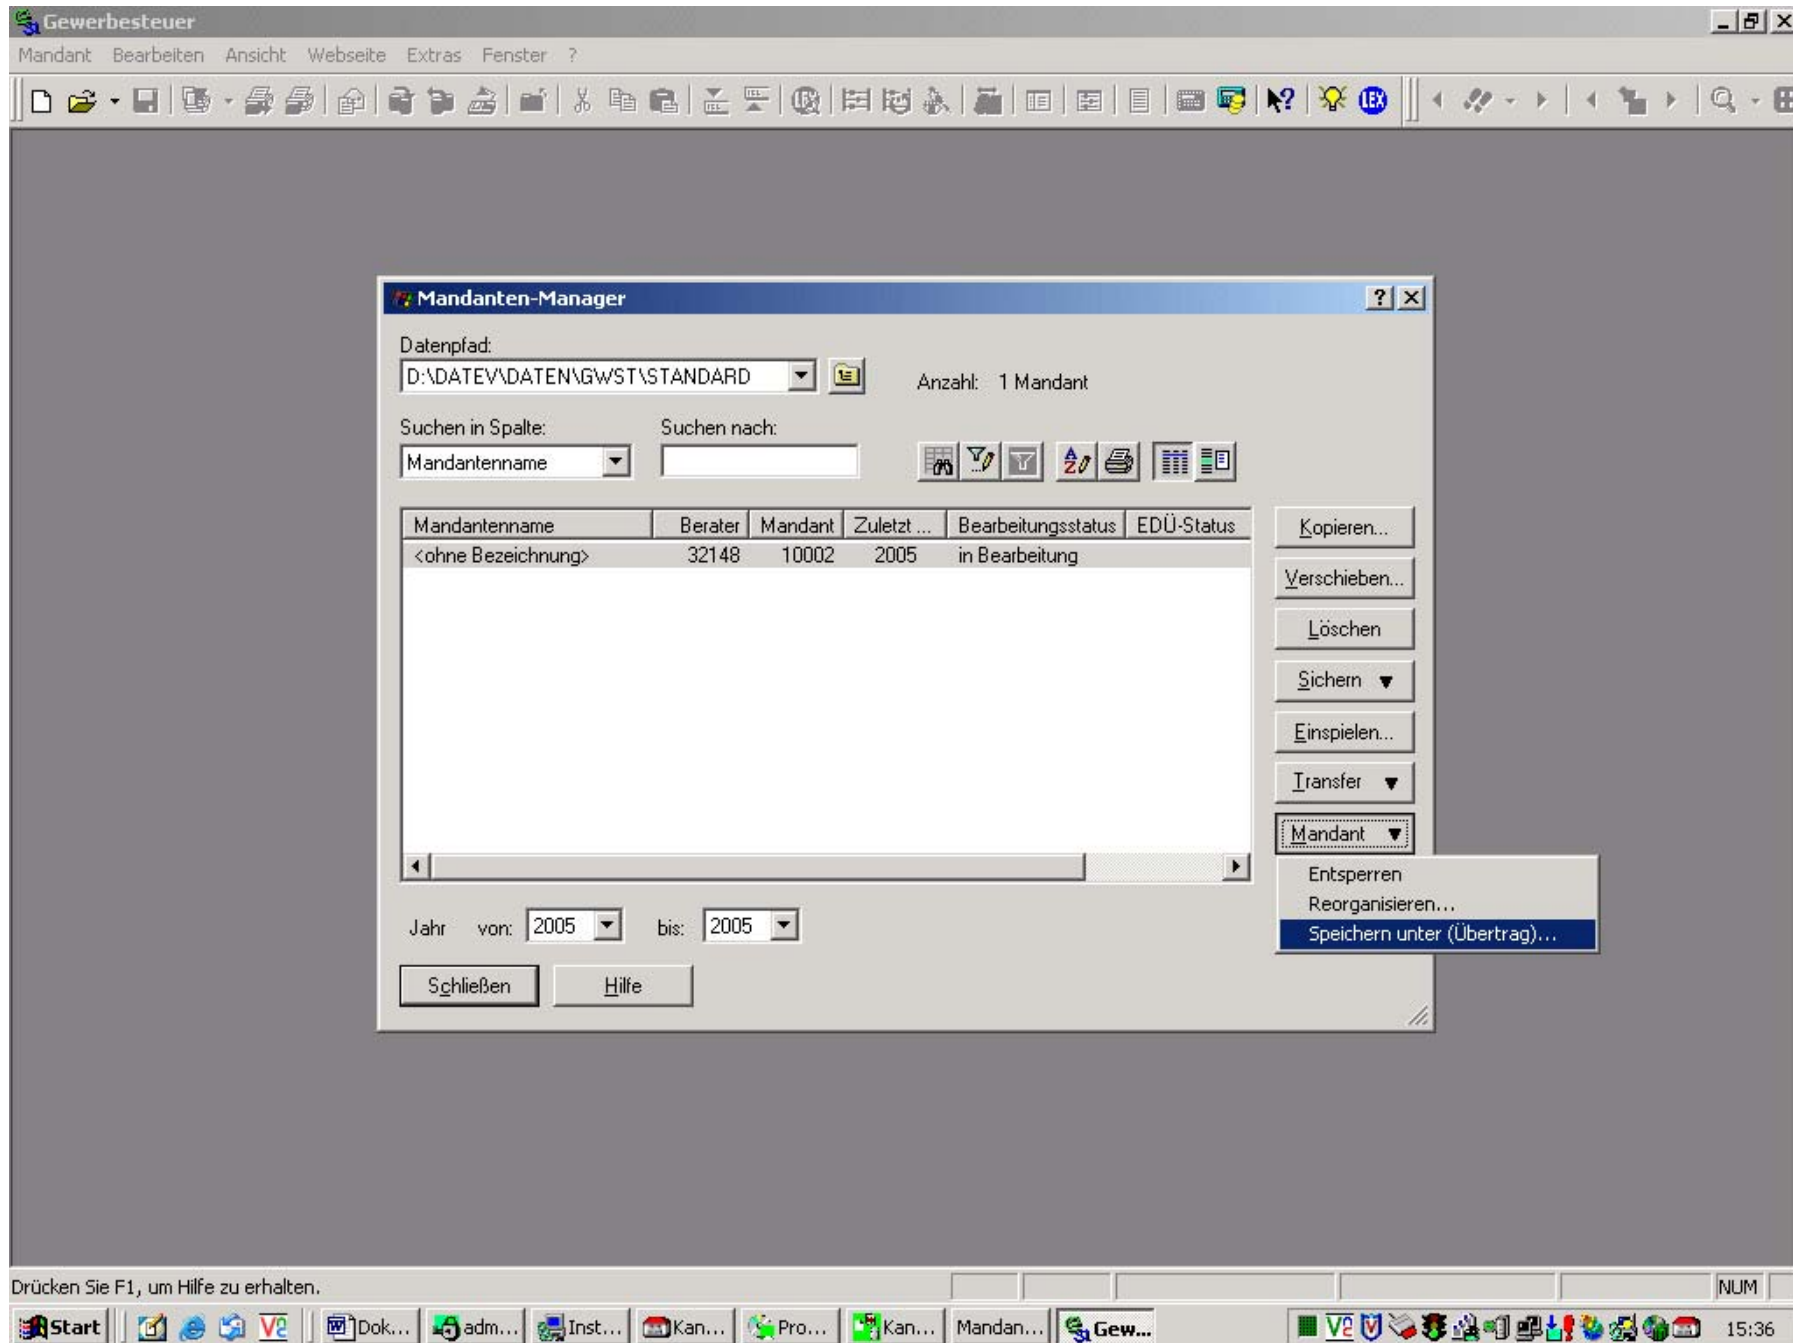 Gewerbesteuer
Mandant Bearbeiten Ansicht Webseite Extras Fenster ?
LEX
Mandanten-Manager
Datenpfad:
D:\DATEV\DATEN\GWST\STANDARD
Anzahl: 1 Mandant
Suchen in Spalte: Suchen nach:
Mandantenname
Mandantenname Berater Mandant Zuletzt ... Bearbeitungsstatus EDÜ-Status
<ohne Bezeichnung> 32148 10002 2005 in Bearbeitung
Kopieren...
Verschieben...
Löschen
Sichern
Einspielen...
Transfer
Mandant
Entsperren
Reorganisieren...
Speichern unter (Übertrag)...
Jahr von: 2005 bis: 2005
Schließen Hilfe
Drücken Sie F1, um Hilfe zu erhalten. NUM
Start Dok... adm... Inst... Kan... Pro... Kan... Mandan... Gew... 15:36